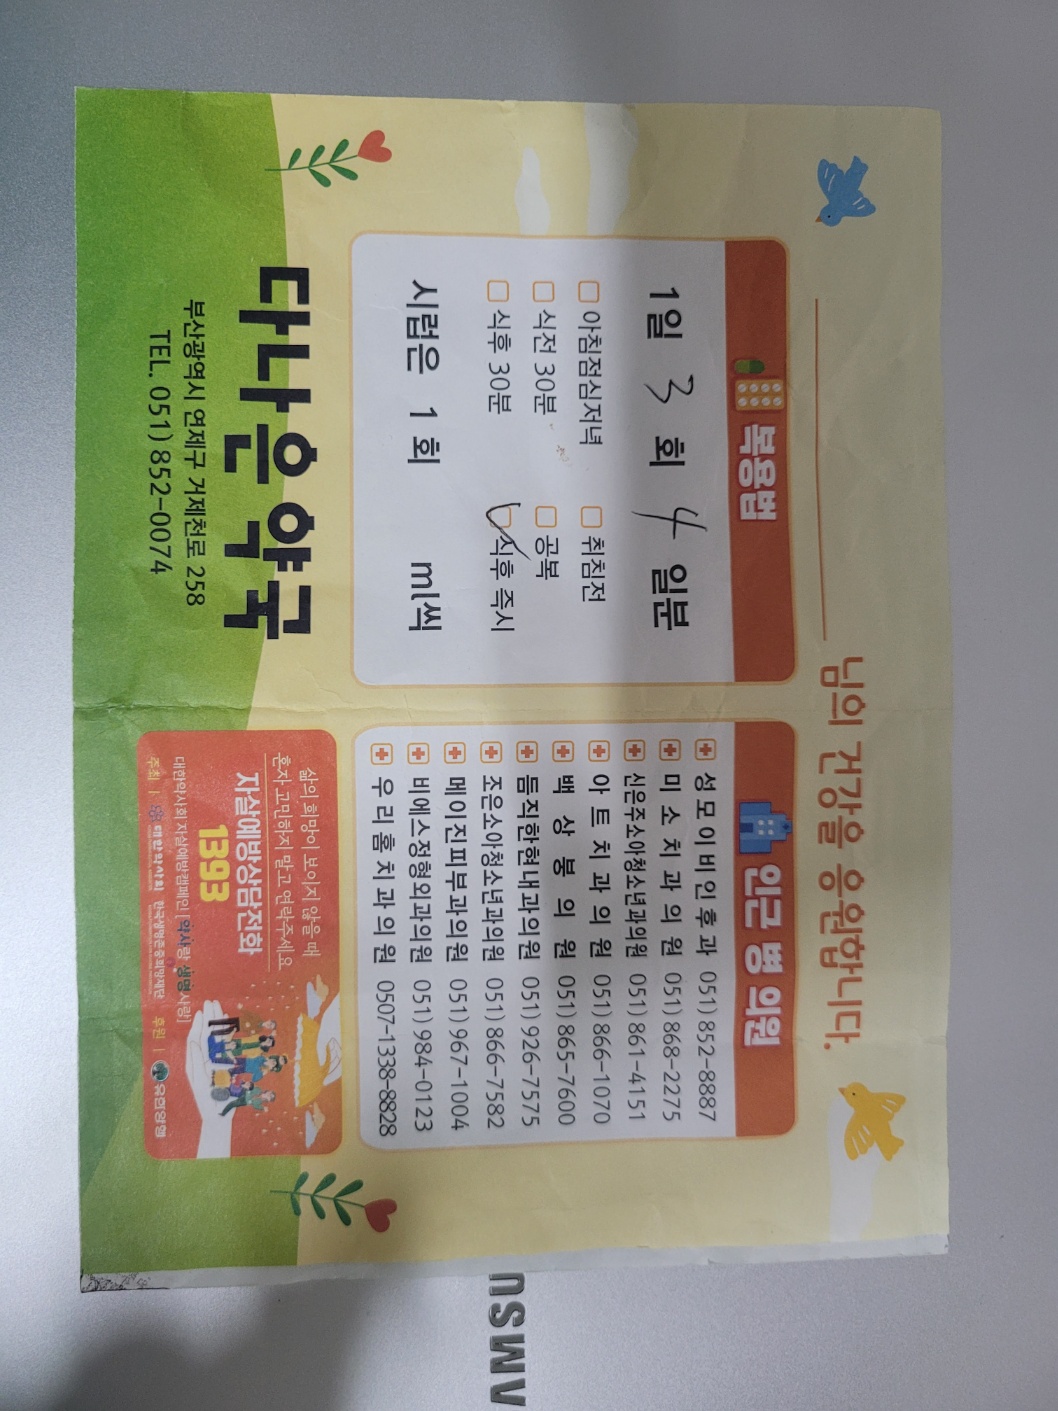 님의 건강을 응원합니다.
복용법
1일 3 회 4 일분
아침점심저녁 취침전
식전 30분 공복
식후 30분 식후 즉시
시럽은 1 회 ml씩
인근 병 의원
성모이비인후과 051) 852-8887
미소치과의원 051) 868-2275
신은주소아청소년과의원 051) 861-4151
아트치과의원 051) 866-1070
백상붕의원 051) 865-7600
듬직한현내과의원 051) 926-7575
조은소아청소년과의원 051) 866-7582
메이진피부과의원 051) 967-1004
비에스정형외과의원 051) 984-0123
우리홈치과의원 0507-1338-8828
다나은약국
부산광역시 연제구 거제천로 258
TEL. 051) 852-0074
삶의 희망이 보이지 않을 때
혼자 고민하지 말고 연락주세요
자살예방상담전화
1393
대한약사회 자살예방캠페인 [약사랑 생명사랑]
주최 | 대한약사회 한국생명존중희망재단 후원 | 유한양행